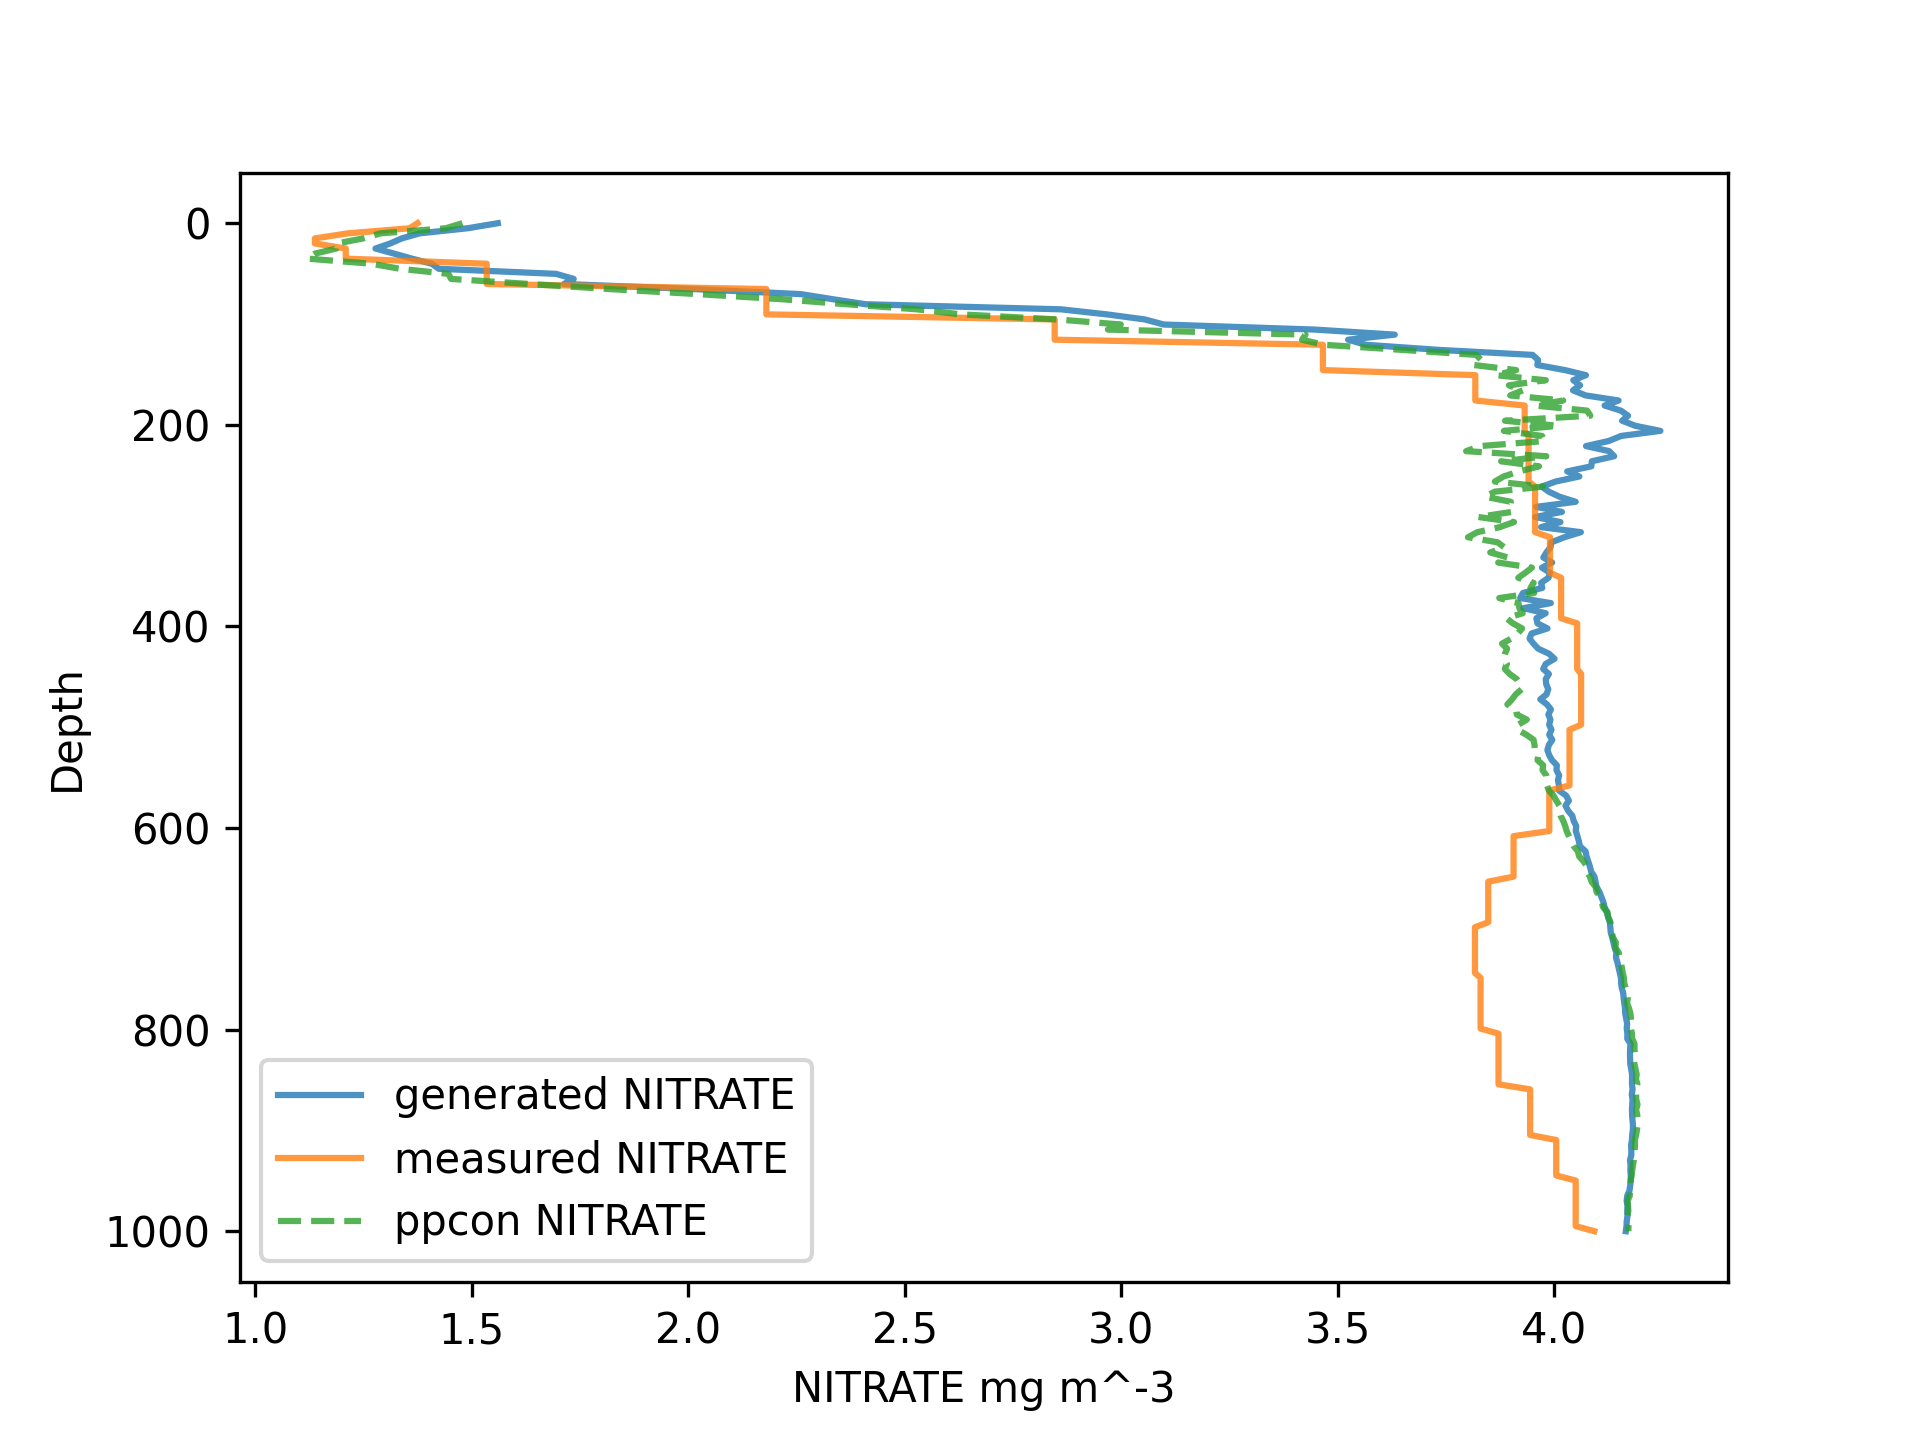 0
200
400
600
800
1000
Depth
generated NITRATE
measured NITRATE
ppcon NITRATE
1.0 1.5 2.0 2.5 3.0 3.5 4.0
NITRATE mg m^-3